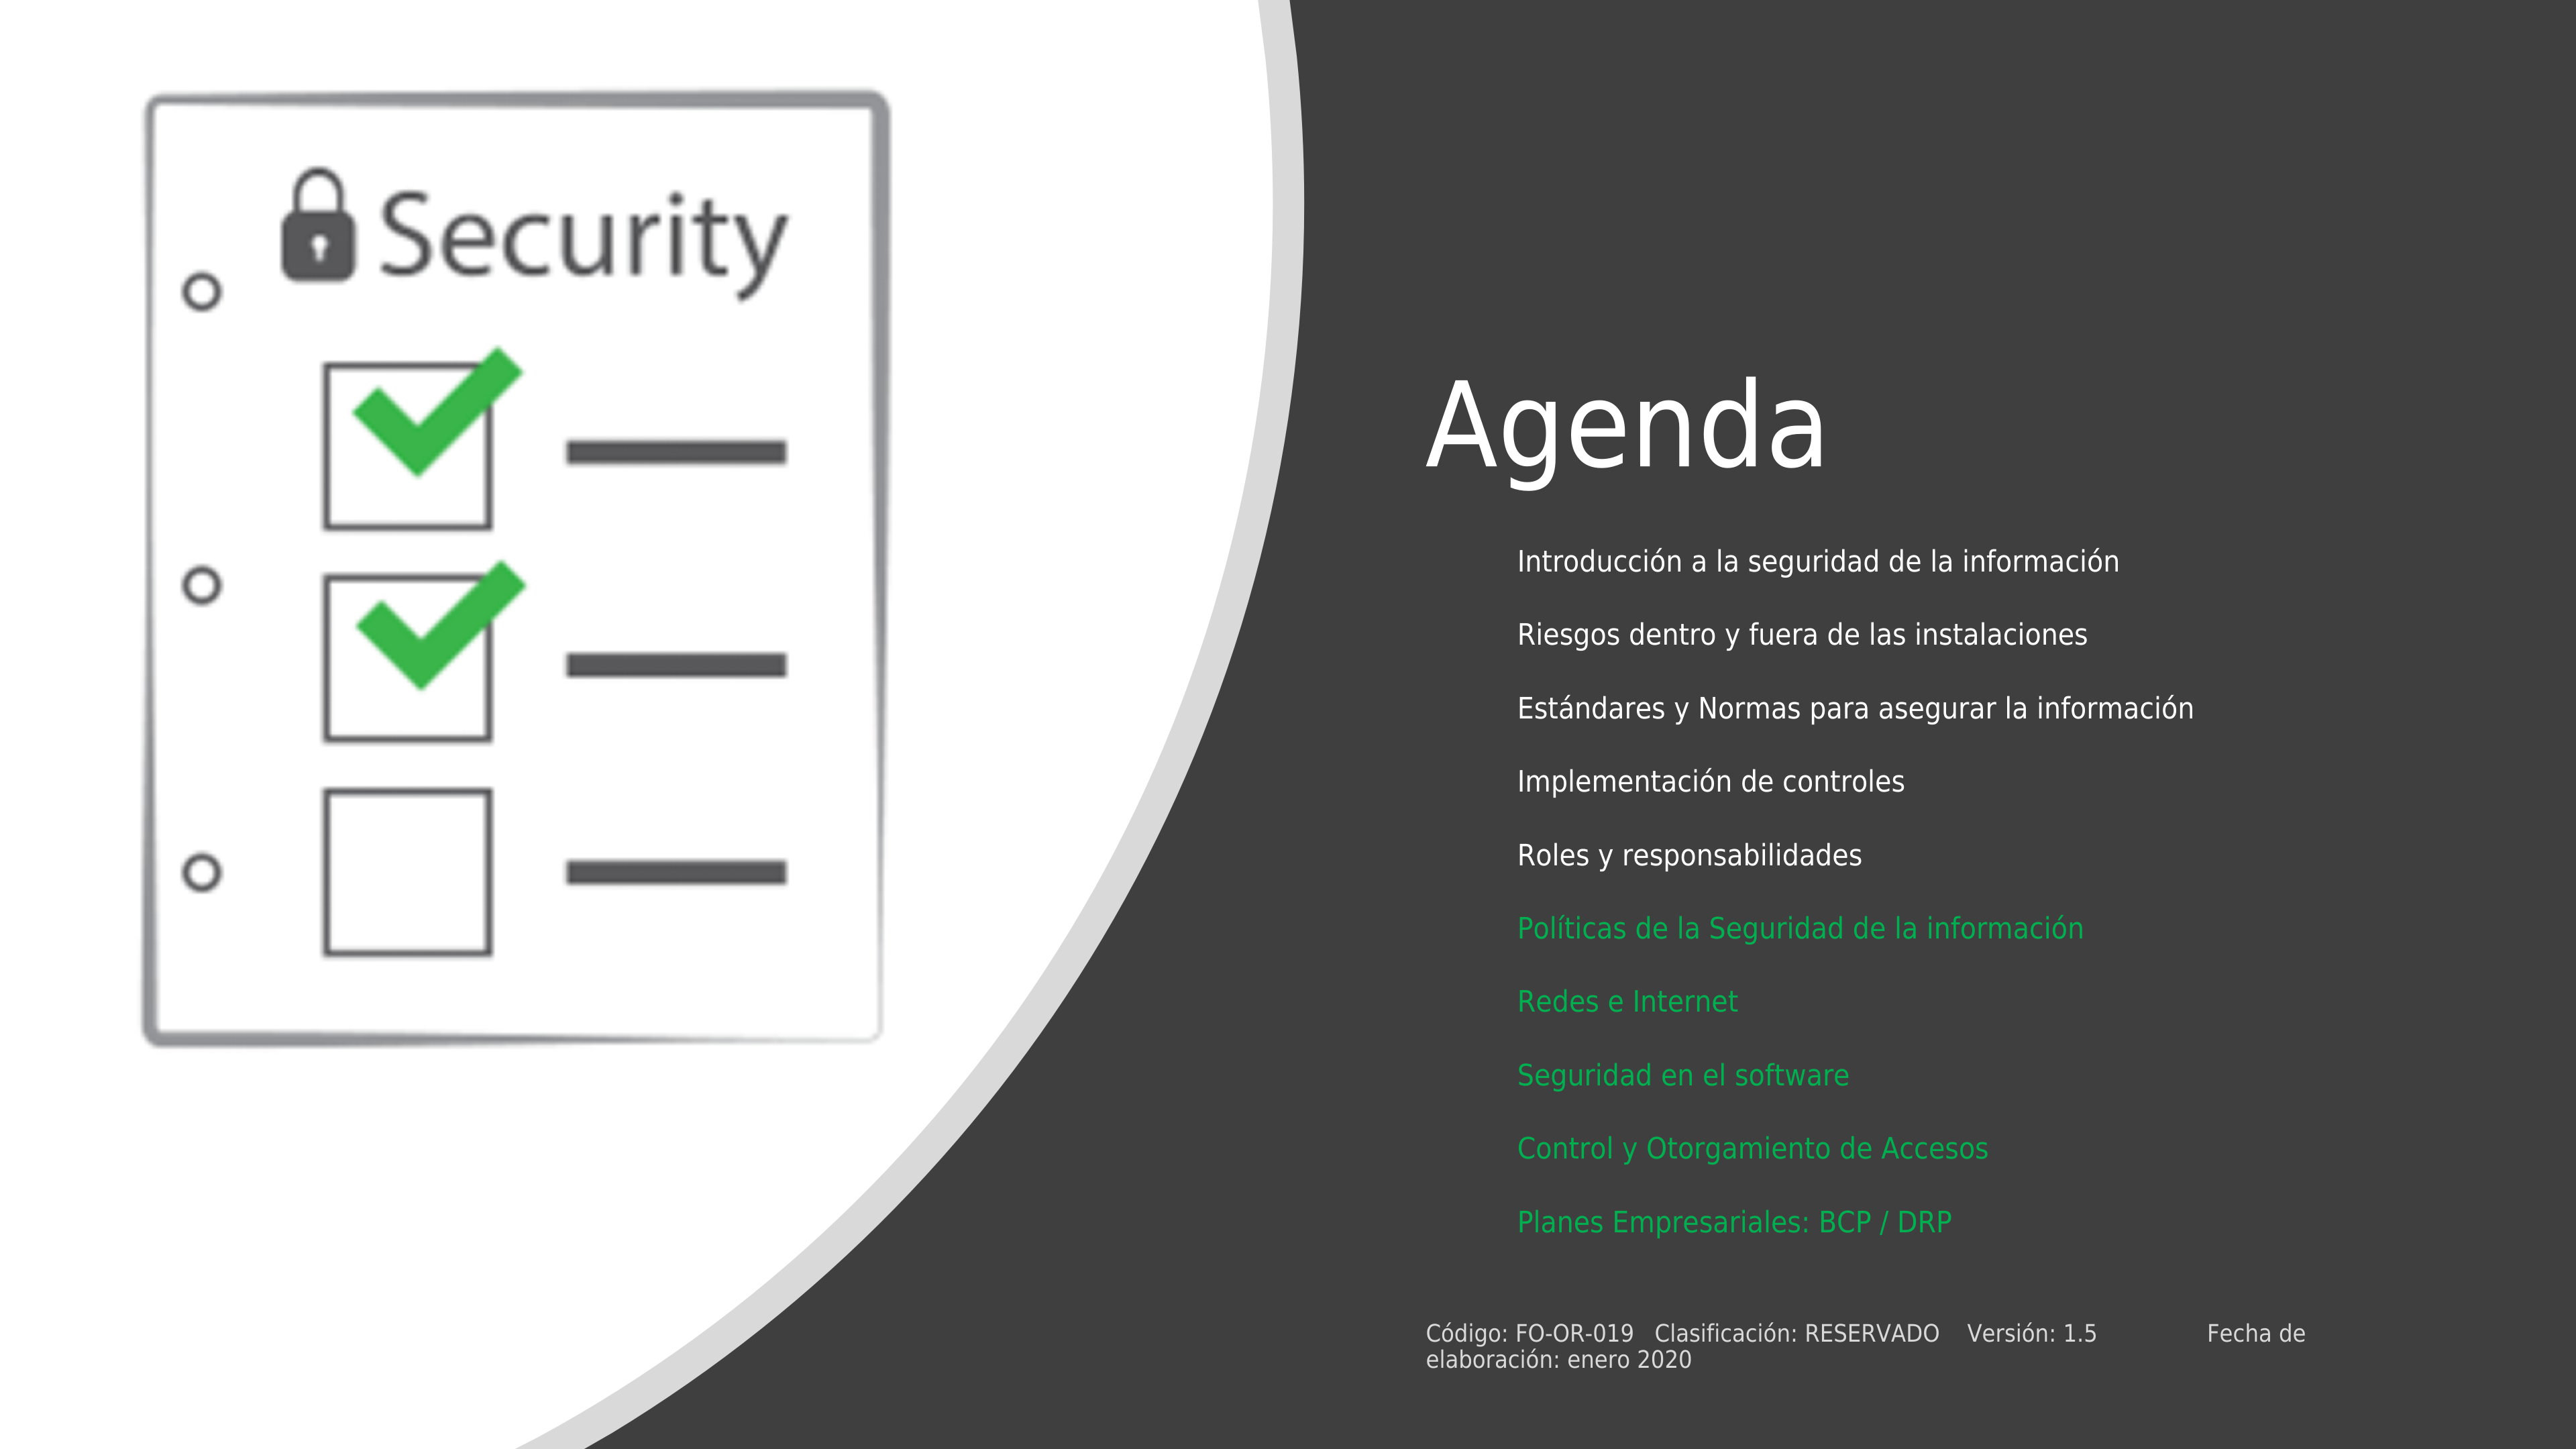 Security
Agenda
Introducción a la seguridad de la información
Riesgos dentro y fuera de las instalaciones
Estándares y Normas para asegurar la información
Implementación de controles
Roles y responsabilidades
Políticas de la Seguridad de la información
Redes e Internet
Seguridad en el software
Control y Otorgamiento de Accesos
Planes Empresariales: BCP / DRP
Código: FO-OR-019 Clasificación: RESERVADO Versión: 1.5 Fecha de
elaboración: enero 2020